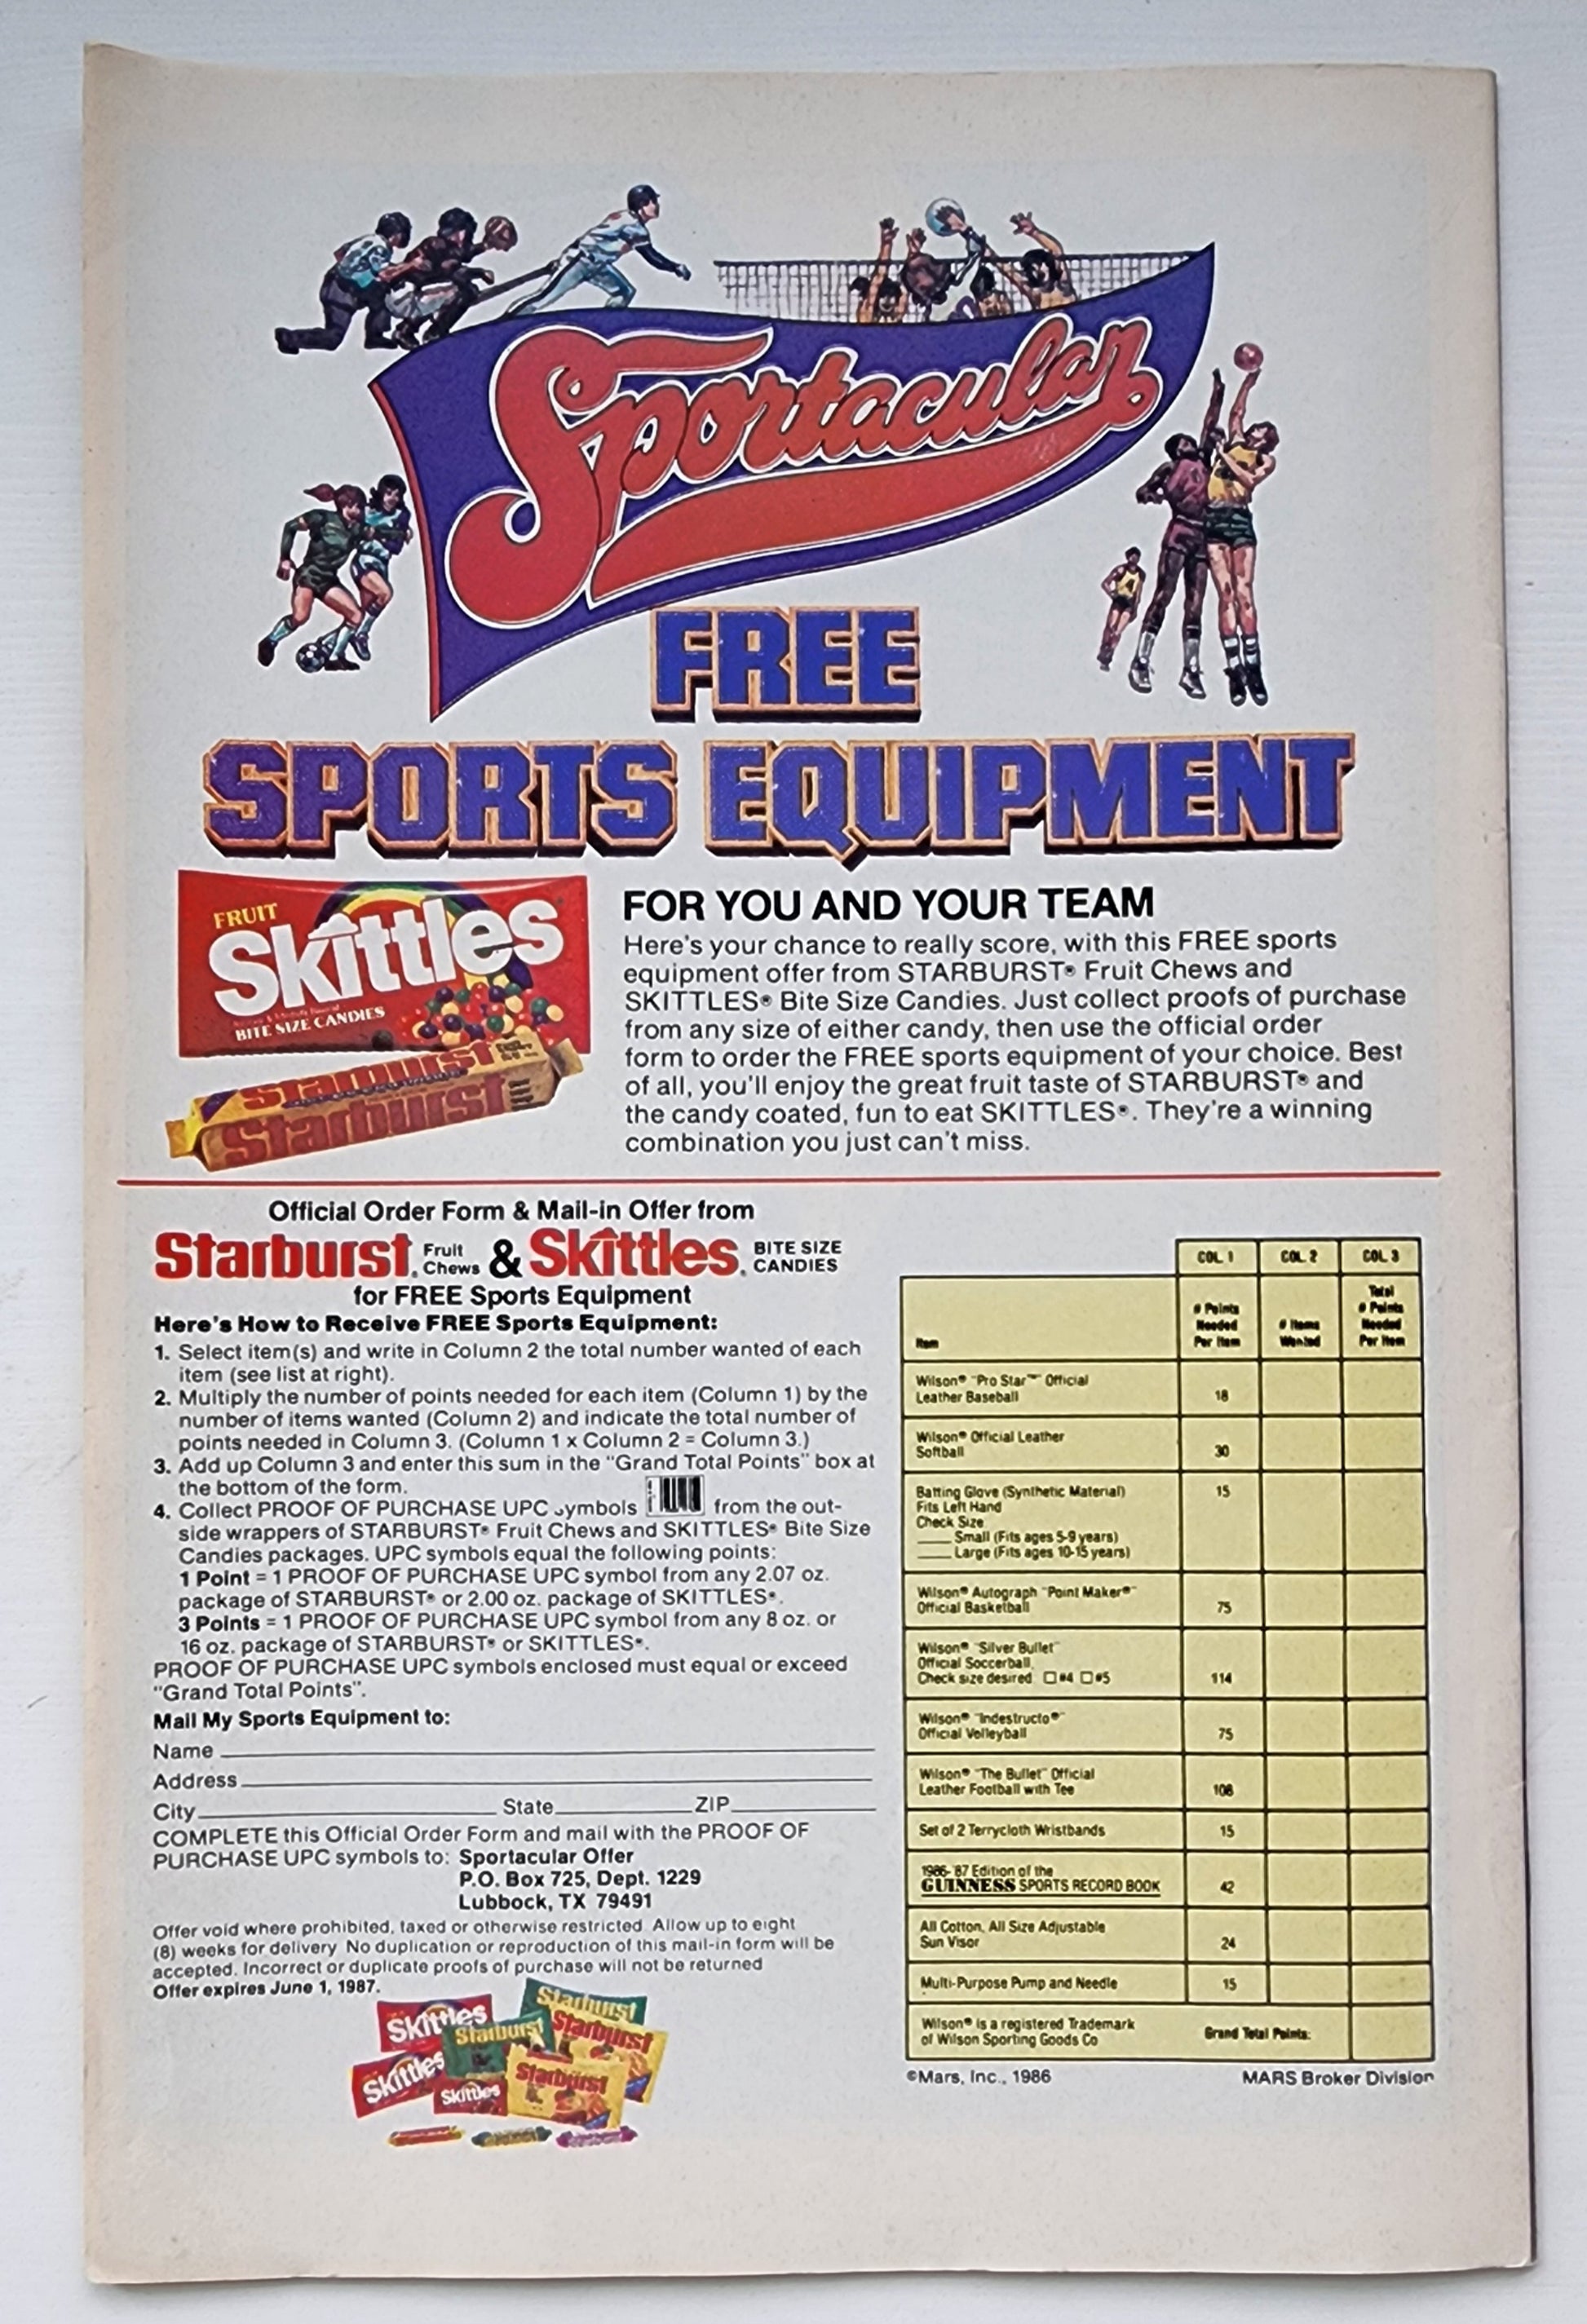 Sportacular
FREE
SPORTS EQUIPMENT
FRUIT
Skittles
BITE SIZE CANDIES
Starburst
Starburst
FOR YOU AND YOUR TEAM
Here's your chance to really score, with this FREE sports
equipment offer from STARBURST® Fruit Chews and
SKITTLES® Bite Size Candies. Just collect proofs of purchase
from any size of either candy, then use the official order
form to order the FREE sports equipment of your choice. Best
of all, you'll enjoy the great fruit taste of STARBURST® and
the candy coated, fun to eat SKITTLES®. They're a winning
combination you just can't miss.
Official Order Form & Mail-in Offer from
Starburst® Fruit Chews & Skittles® BITE SIZE CANDIES
for FREE Sports Equipment
Here's How to Receive FREE Sports Equipment:
1. Select item(s) and write in Column 2 the total number wanted of each
item (see list at right).
2. Multiply the number of points needed for each item (Column 1) by the
number of items wanted (Column 2) and indicate the total number of
points needed in Column 3. (Column 1 x Column 2 = Column 3.)
3. Add up Column 3 and enter this sum in the "Grand Total Points" box at
the bottom of the form.
4. Collect PROOF OF PURCHASE UPC symbols from the out-
side wrappers of STARBURST® Fruit Chews and SKITTLES® Bite Size
Candies packages. UPC symbols equal the following points:
1 Point = 1 PROOF OF PURCHASE UPC symbol from any 2.07 oz.
package of STARBURST® or 2.00 oz. package of SKITTLES®.
3 Points = 1 PROOF OF PURCHASE UPC symbol from any 8 oz. or
16 oz. package of STARBURST® or SKITTLES®.
PROOF OF PURCHASE UPC symbols enclosed must equal or exceed
"Grand Total Points".
Mail My Sports Equipment to:
Name
Address
City State ZIP
COMPLETE this Official Order Form and mail with the PROOF OF
PURCHASE UPC symbols to: Sportacular Offer
P.O. Box 725, Dept. 1229
Lubbock, TX 79491
Offer void where prohibited, taxed or otherwise restricted. Allow up to eight
(8) weeks for delivery. No duplication or reproduction of this mail-in form will be
accepted. Incorrect or duplicate proofs of purchase will not be returned
Offer expires June 1, 1987.
Skittles
Starburst
Starburst
Starburst
Skittles
Skittles
Starburst
COL 1 COL 2 COL 3
Item # Points Needed Per Item # Items Wanted Total # Points Needed Per Item
Wilson® "Pro Star™" Official
Leather Baseball 18
Wilson® Official Leather
Softball 30
Batting Glove (Synthetic Material) 15
Fits Left Hand
Check Size
Small (Fits ages 5-9 years)
Large (Fits ages 10-15 years)
Wilson® Autograph "Point Maker®"
Official Basketball 75
Wilson® "Silver Bullet"
Official Soccerball,
Check size desired □ #4 □ #5 114
Wilson® "Indestructo®"
Official Volleyball 75
Wilson® "The Bullet" Official
Leather Football with Tee 108
Set of 2 Terrycloth Wristbands 15
1986-'87 Edition of the
GUINNESS SPORTS RECORD BOOK 42
All Cotton, All Size Adjustable
Sun Visor 24
Multi-Purpose Pump and Needle 15
Wilson® is a registered Trademark
of Wilson Sporting Goods Co Grand Total Points:
©Mars, Inc., 1986 MARS Broker Division